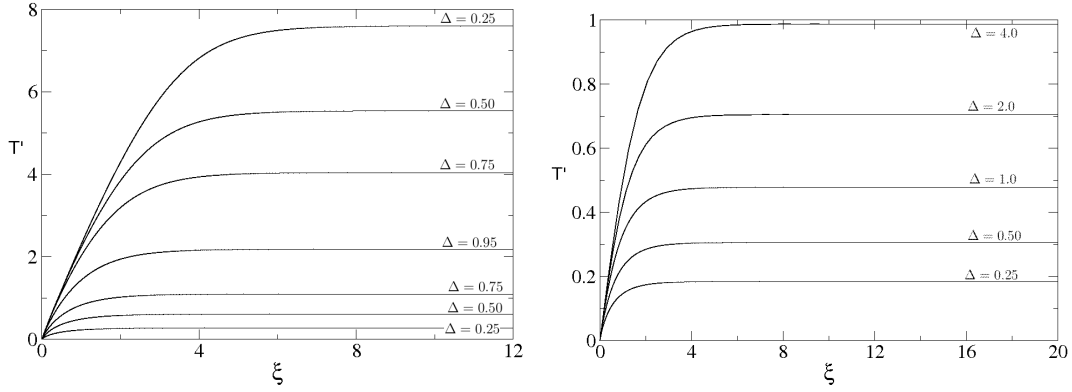 8
Δ = 0.25
6
Δ = 0.50
T'
4
Δ = 0.75
2
Δ = 0.95
Δ = 0.75
Δ = 0.50
Δ = 0.25
0
0
4
8
12
ξ
1
Δ = 4.0
0.8
Δ = 2.0
0.6
T'
Δ = 1.0
0.4
Δ = 0.50
0.2
Δ = 0.25
0
0
4
8
12
16
20
ξ